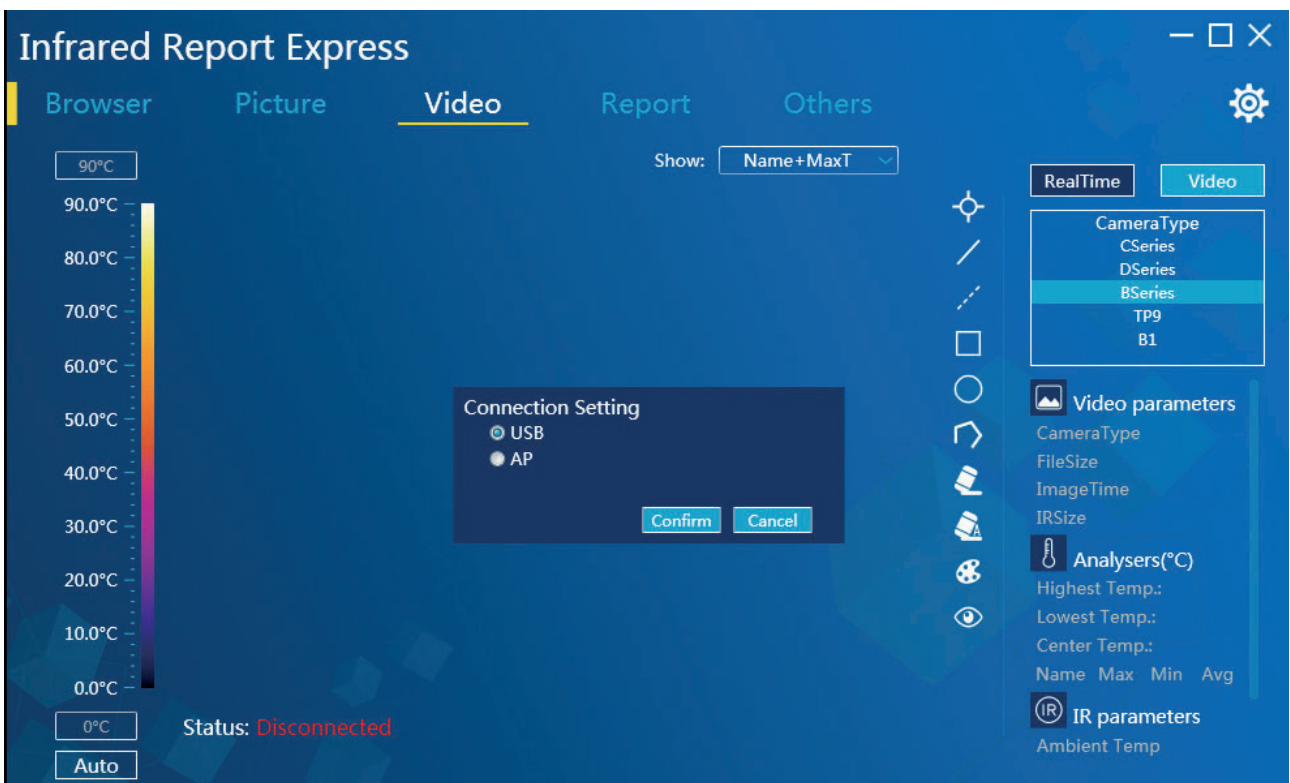 Infrared Report Express
Browser Picture Video Report Others
90°C
Show: Name+MaxT
90.0°C
80.0°C
70.0°C
60.0°C
50.0°C
40.0°C
30.0°C
20.0°C
10.0°C
0.0°C
0°C
Auto
Status: Disconnected
Connection Setting
USB
AP
Confirm Cancel
A
RealTime Video
CameraType
CSeries
DSeries
BSeries
TP9
B1
Video parameters
CameraType
FileSize
ImageTime
IRSize
Analysers(°C)
Highest Temp.:
Lowest Temp.:
Center Temp.:
Name Max Min Avg
IR IR parameters
Ambient Temp